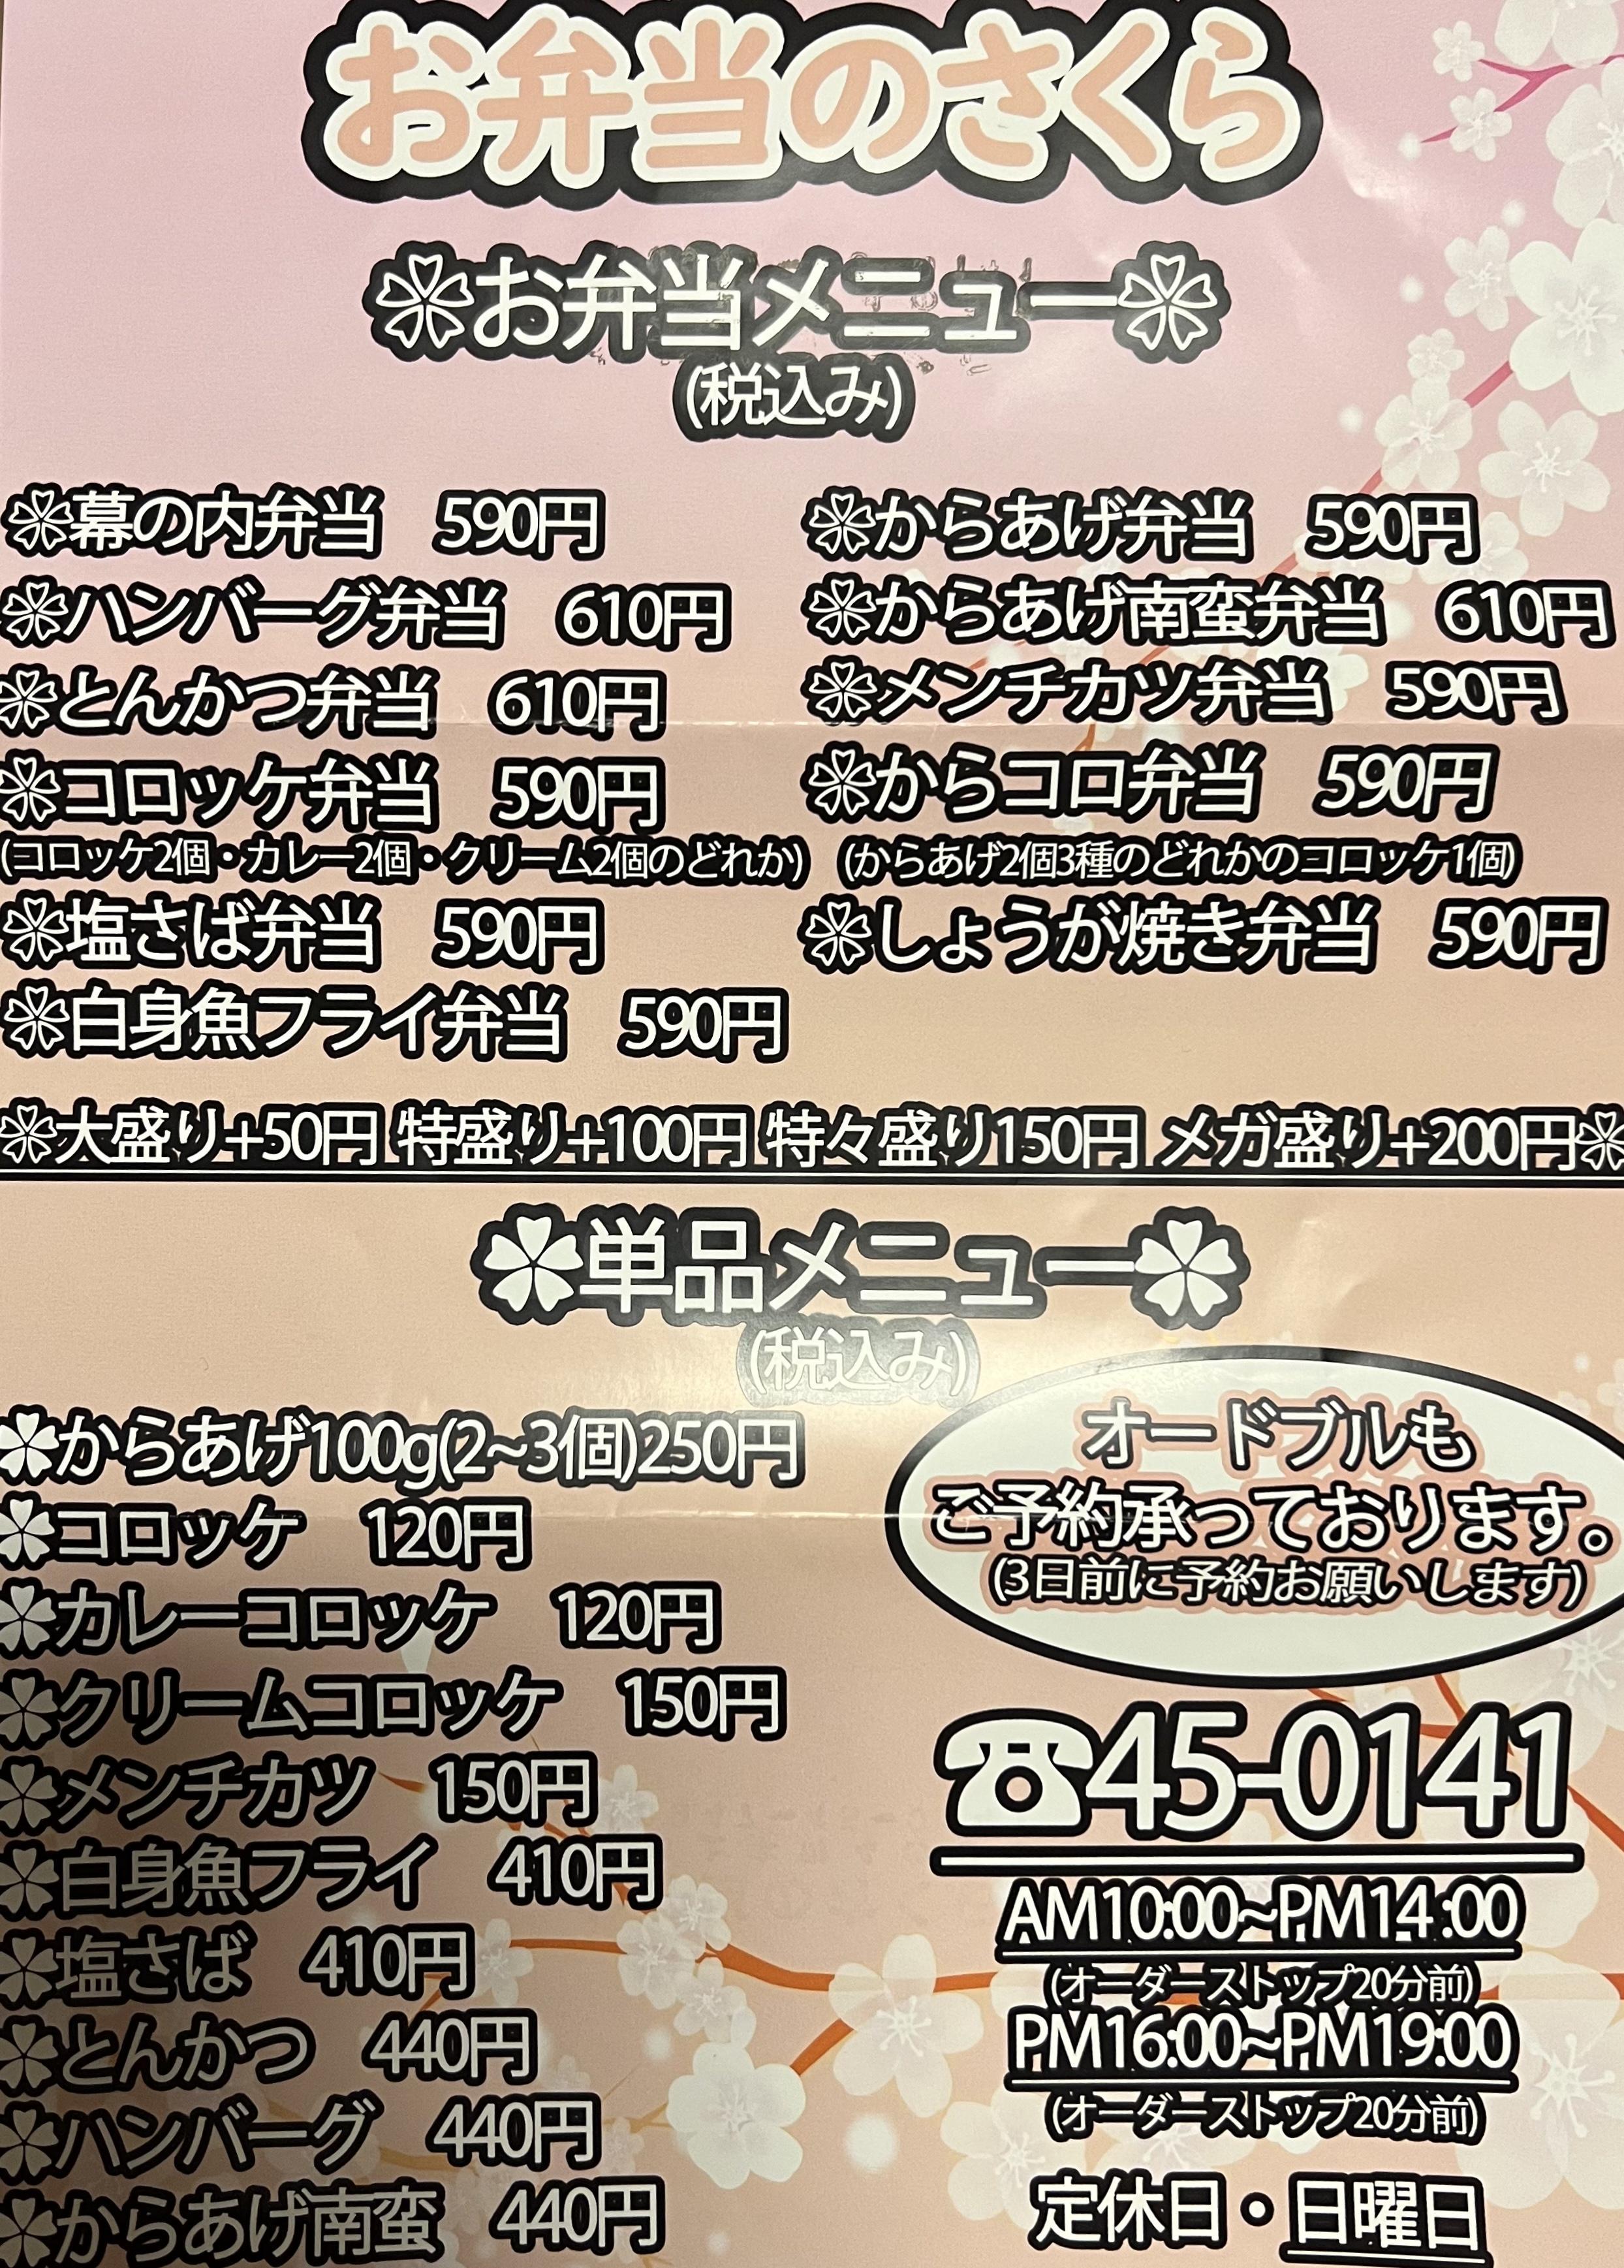 お弁当のさくら
お弁当メニュー
(税込み)
幕の内弁当 590円
ハンバーグ弁当 610円
とんかつ弁当 610円
コロッケ弁当 590円
(コロッケ2個・カレー2個・クリーム2個のどれか)
塩さば弁当 590円
白身魚フライ弁当 590円
からあげ弁当 590円
からあげ南蛮弁当 610円
メンチカツ弁当 590円
からコロ弁当 590円
(からあげ2個3種のどれかのコロッケ1個)
しょうが焼き弁当 590円
大盛り+50円 特盛り+100円 特々盛り150円 メガ盛り+200円
単品メニュー
(税込み)
からあげ100g(2~3個)250円
コロッケ 120円
カレーコロッケ 120円
クリームコロッケ 150円
メンチカツ 150円
白身魚フライ 410円
塩さば 410円
とんかつ 440円
ハンバーグ 440円
からあげ南蛮 440円
オードブルも
ご予約承っております。
(3日前に予約お願いします)
☎45-0141
AM10:00~PM14:00
(オーダーストップ20分前)
PM16:00~PM19:00
(オーダーストップ20分前)
定休日・日曜日